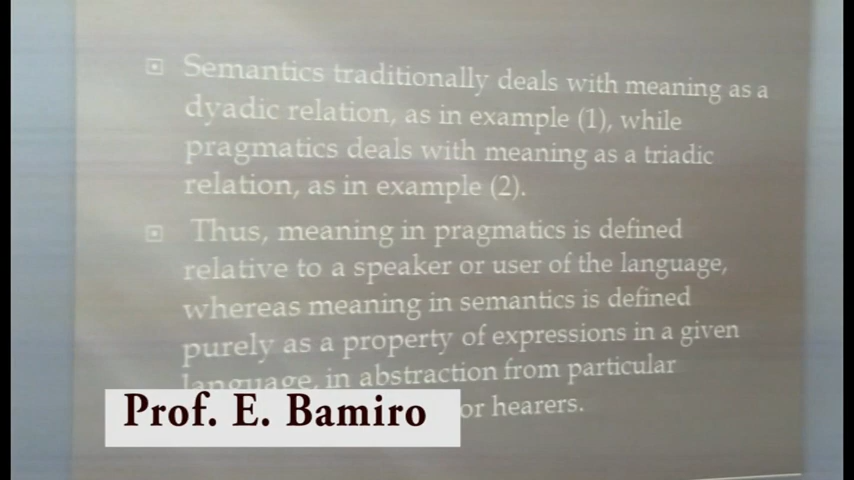 Semantics traditionally deals with meaning as a
dyadic relation, as in example (1), while
pragmatics deals with meaning as a triadic
relation, as in example (2).
Thus, meaning in pragmatics is defined
relative to a speaker or user of the language,
whereas meaning in semantics is defined
purely as a property of expressions in a given
language, in abstraction from particular
or hearers.
Prof. E. Bamiro